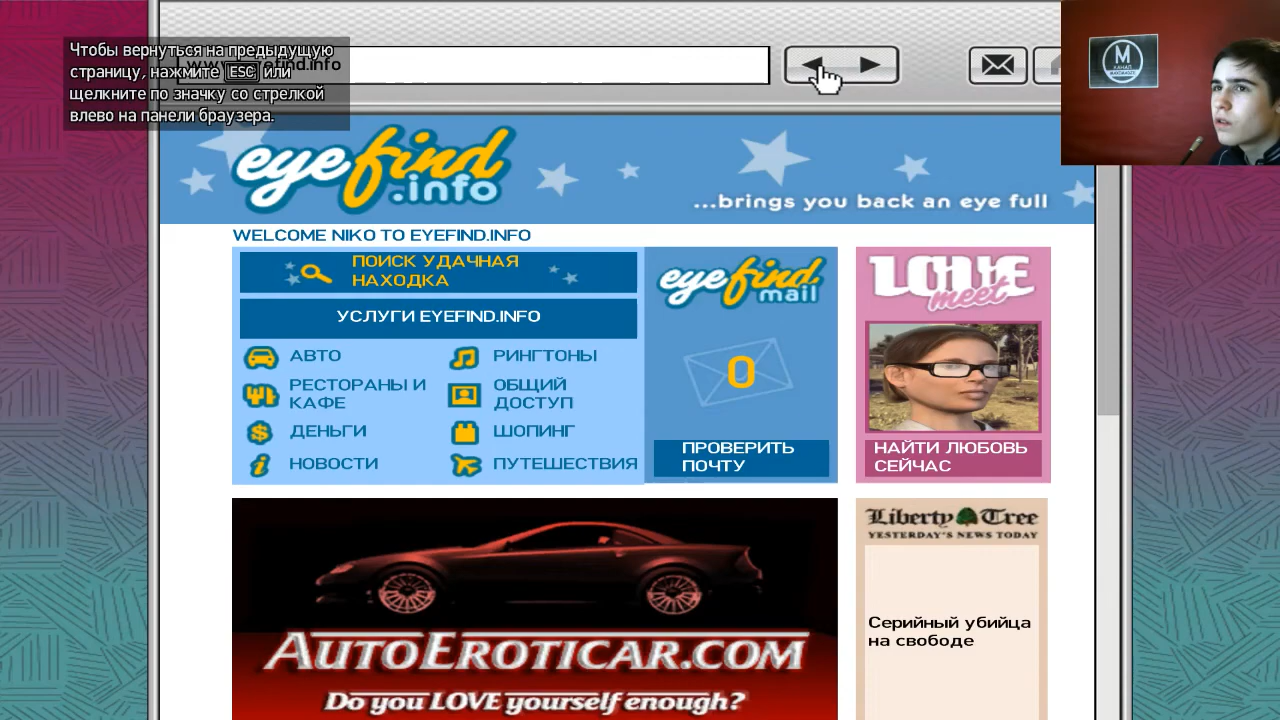 Чтобы вернуться на предыдущую
страницу, нажмите [ESC] или
щелкните по значку со стрелкой
влево на панели браузера.
М
КАНАЛ
eyefind
.info
...brings you back an eye full
WELCOME NIKO TO EYEFIND.INFO
ПОИСК УДАЧНАЯ
НАХОДКА
УСЛУГИ EYEFIND.INFO
АВТО
РИНГТОНЫ
РЕСТОРАНЫ И
КАФЕ
ОБЩИЙ
ДОСТУП
ДЕНЬГИ
ШОПИНГ
НОВОСТИ
ПУТЕШЕСТВИЯ
eyefind
mail
0
ПРОВЕРИТЬ
ПОЧТУ
LOVE
meet
НАЙТИ ЛЮБОВЬ
СЕЙЧАС
AUTOEROTICAR.COM
Do you LOVE yourself enough?
Liberty Tree
YESTERDAY'S NEWS TODAY
Серийный убийца
на свободе